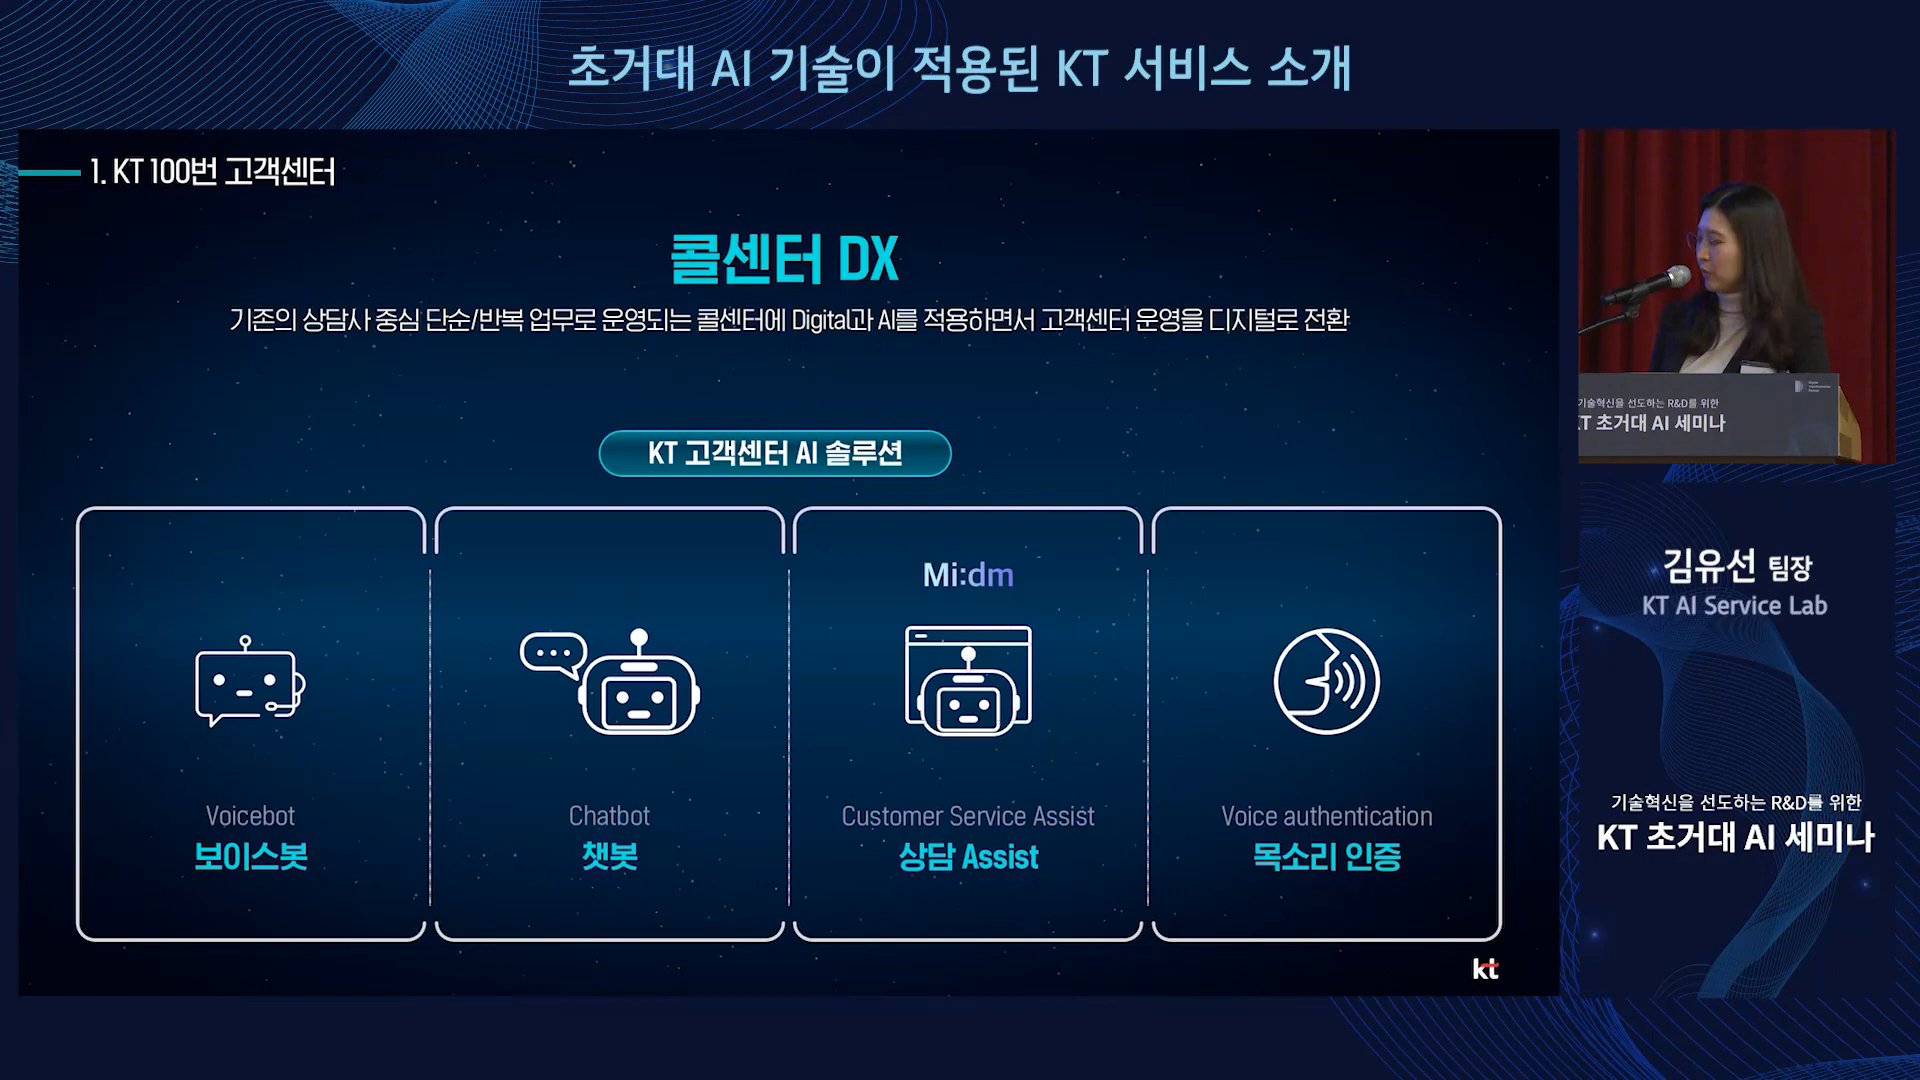 초거대 AI 기술이 적용된 KT 서비스 소개
1. KT 100번 고객센터
콜센터 DX
기존의 상담사 중심 단순/반복 업무로 운영되는 콜센터에 Digital과 AI를 적용하면서 고객센터 운영을 디지털로 전환
KT 고객센터 AI 솔루션
Voicebot
보이스봇
Chatbot
챗봇
Mi:dm
Customer Service Assist
상담 Assist
Voice authentication
목소리 인증
kt
기술혁신을 선도하는 R&D를 위한
KT 초거대 AI 세미나
김유선 팀장
KT AI Service Lab
기술혁신을 선도하는 R&D를 위한
KT 초거대 AI 세미나